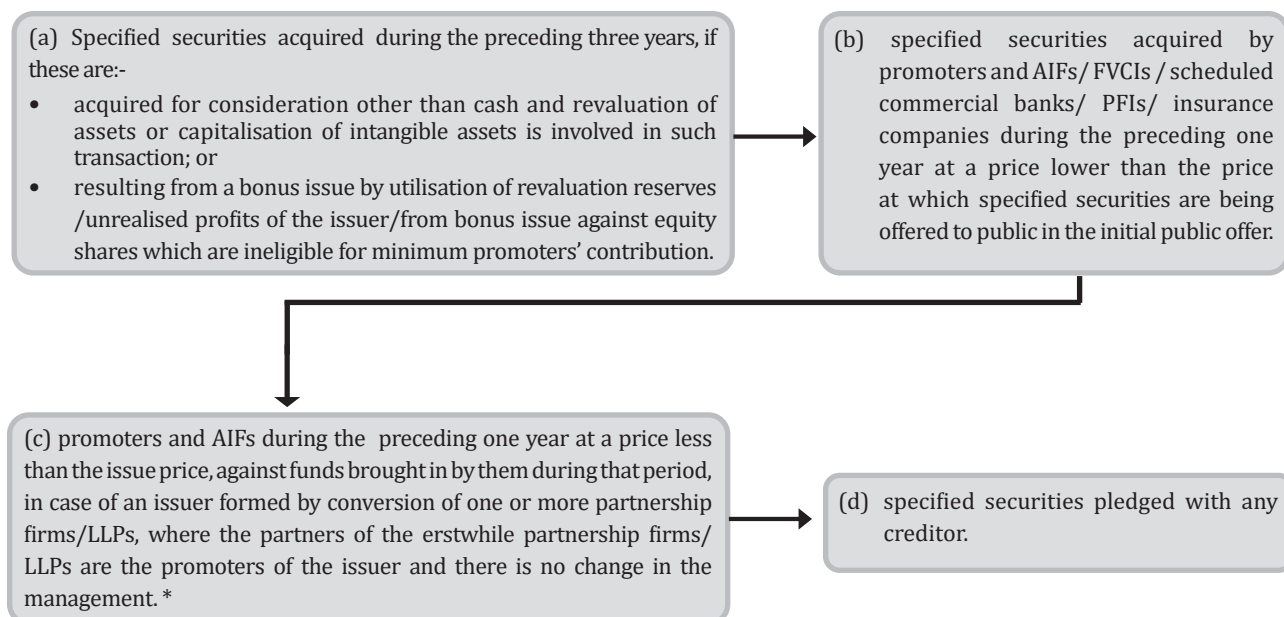 (a) Specified securities acquired during the preceding three years, if
these are:-
• acquired for consideration other than cash and revaluation of
assets or capitalisation of intangible assets is involved in such
transaction; or
• resulting from a bonus issue by utilisation of revaluation reserves
/unrealised profits of the issuer/from bonus issue against equity
shares which are ineligible for minimum promoters’ contribution.
(b) specified securities acquired by
promoters and AIFs/ FVCIs / scheduled
commercial banks/ PFIs/ insurance
companies during the preceding one
year at a price lower than the price
at which specified securities are being
offered to public in the initial public offer.
(c) promoters and AIFs during the preceding one year at a price less
than the issue price, against funds brought in by them during that period,
in case of an issuer formed by conversion of one or more partnership
firms/LLPs, where the partners of the erstwhile partnership firms/
LLPs are the promoters of the issuer and there is no change in the
management. *
(d) specified securities pledged with any
creditor.